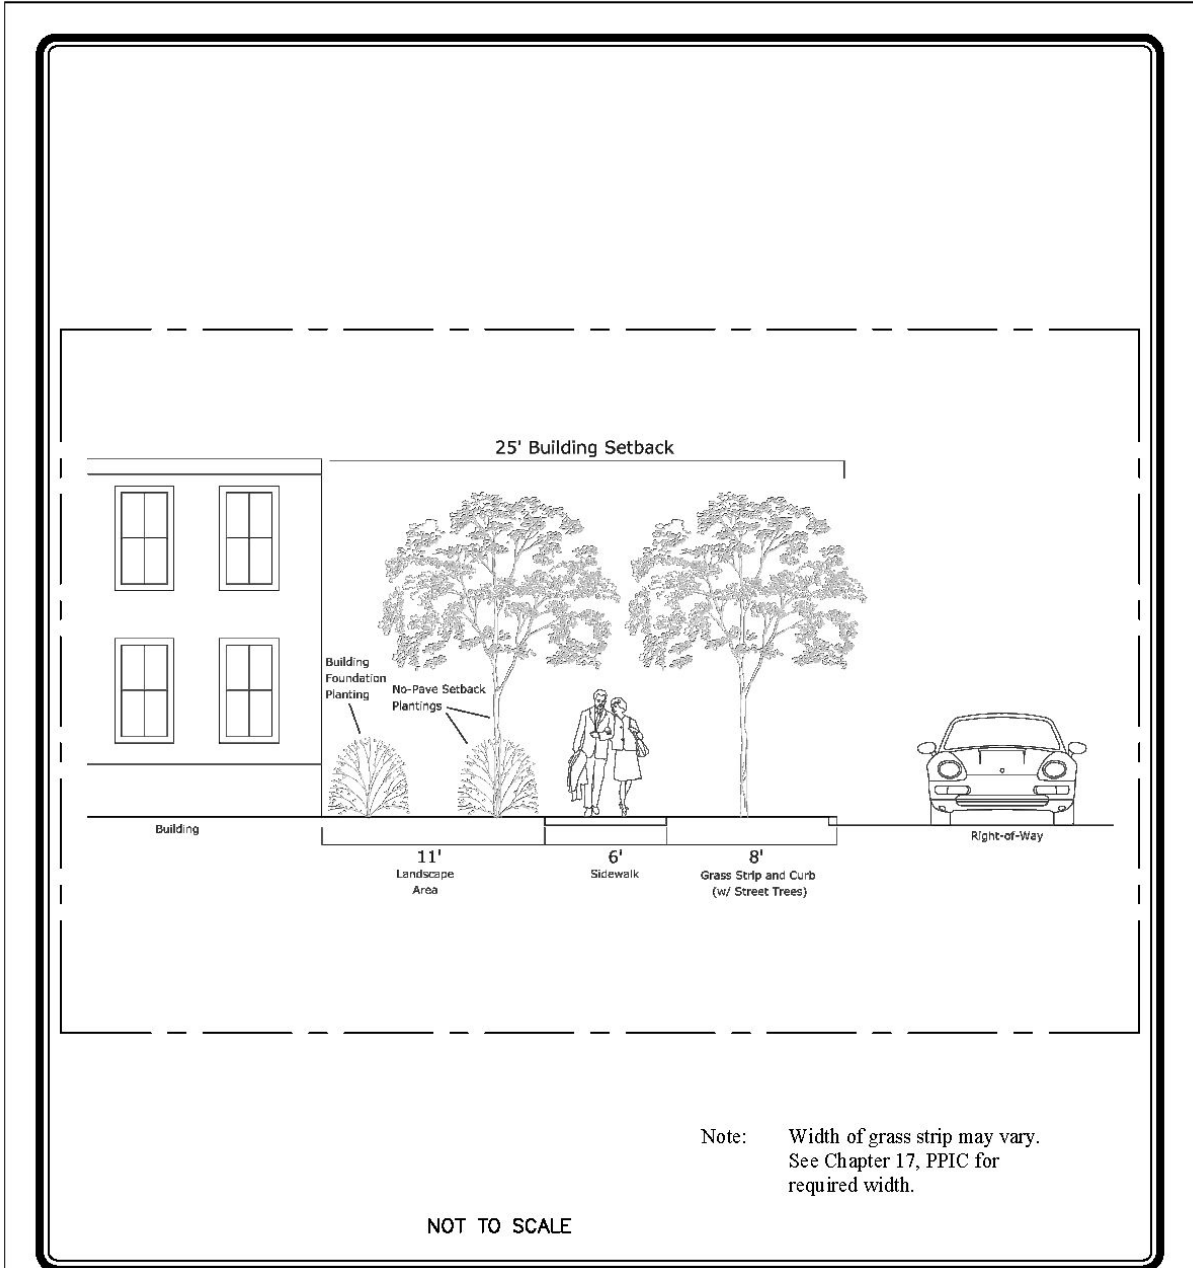 25' Building Setback
Building
Foundation
Planting
No-Pave Setback
Plantings
Building
Right-of-Way
11'
Landscape
Area
6'
Sidewalk
8'
Grass Strip and Curb
(w/ Street Trees)
Note: Width of grass strip may vary.
See Chapter 17, PPIC for
required width.
NOT TO SCALE